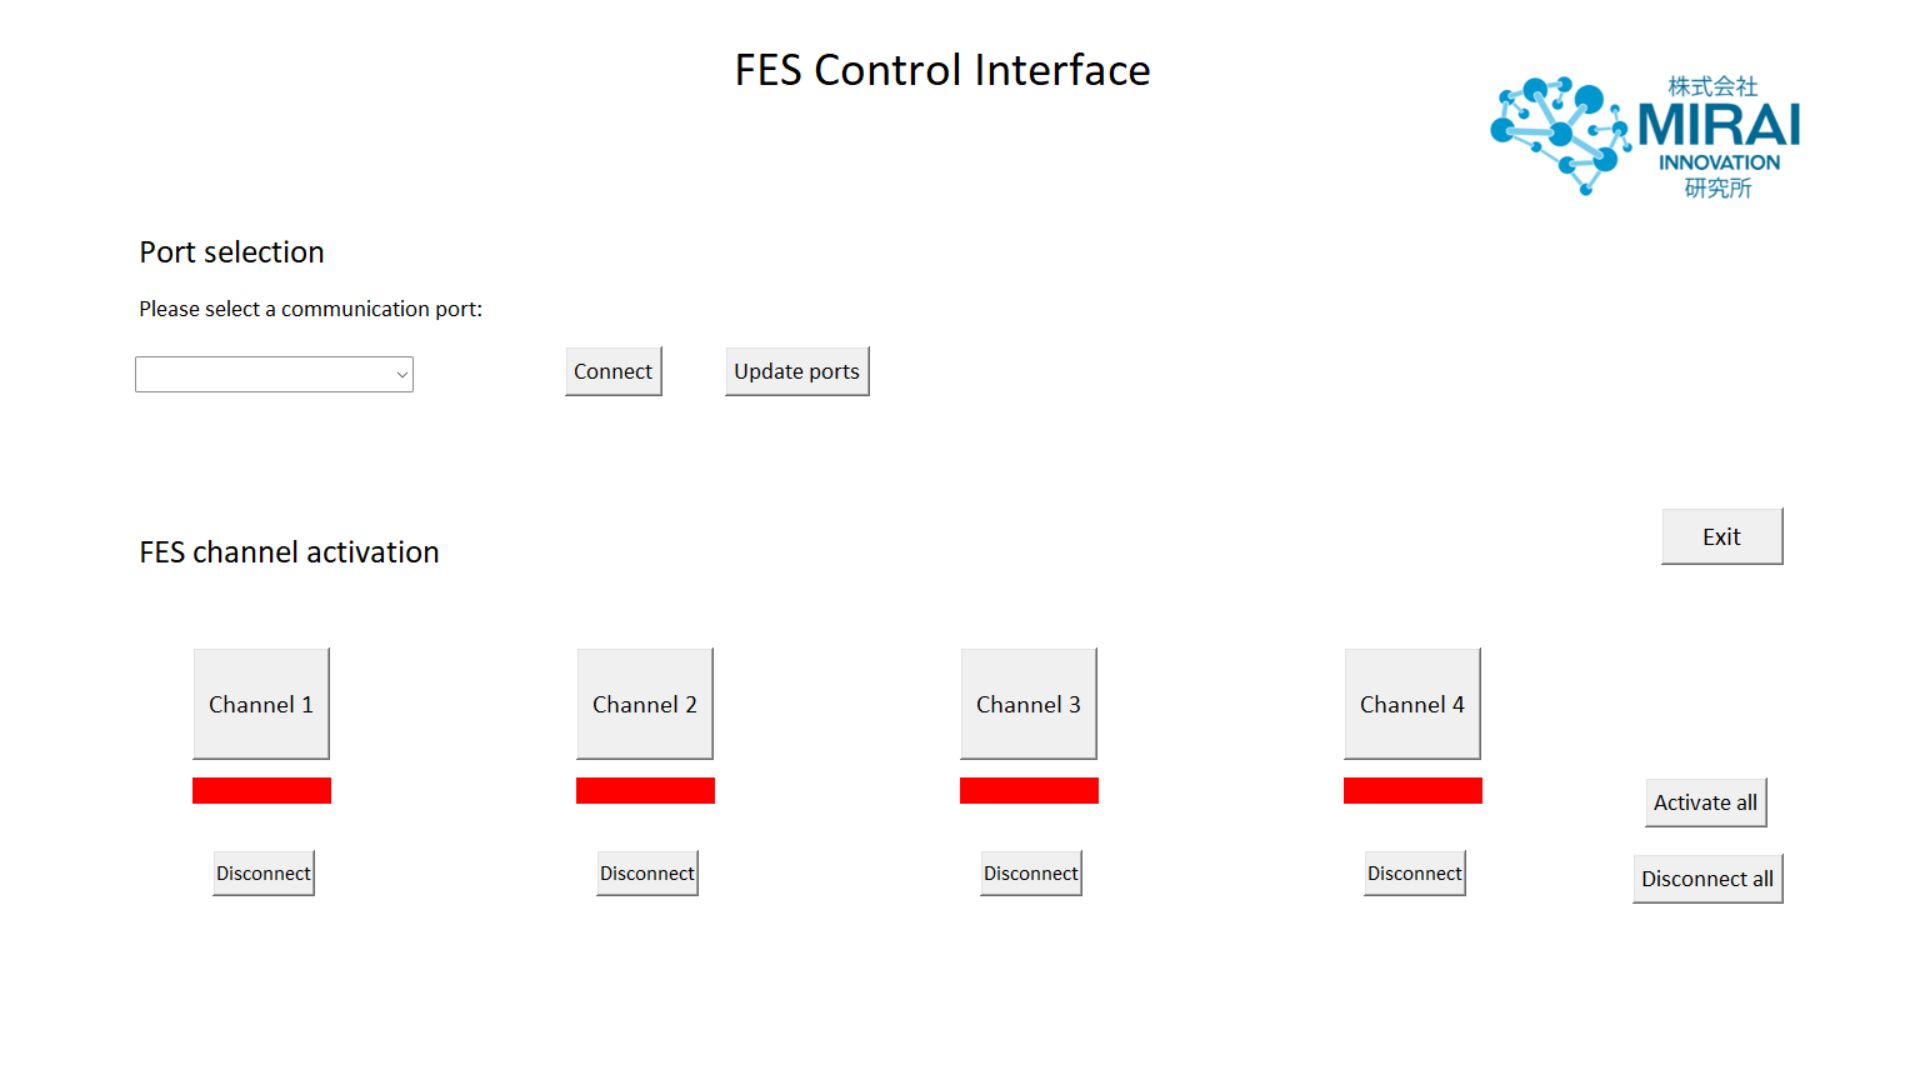 FES Control Interface
株式会社
MIRAI
INNOVATION
研究所
Port selection
Please select a communication port:
Connect
Update ports
Exit
FES channel activation
Channel 1
Channel 2
Channel 3
Channel 4
Activate all
Disconnect
Disconnect
Disconnect
Disconnect
Disconnect all